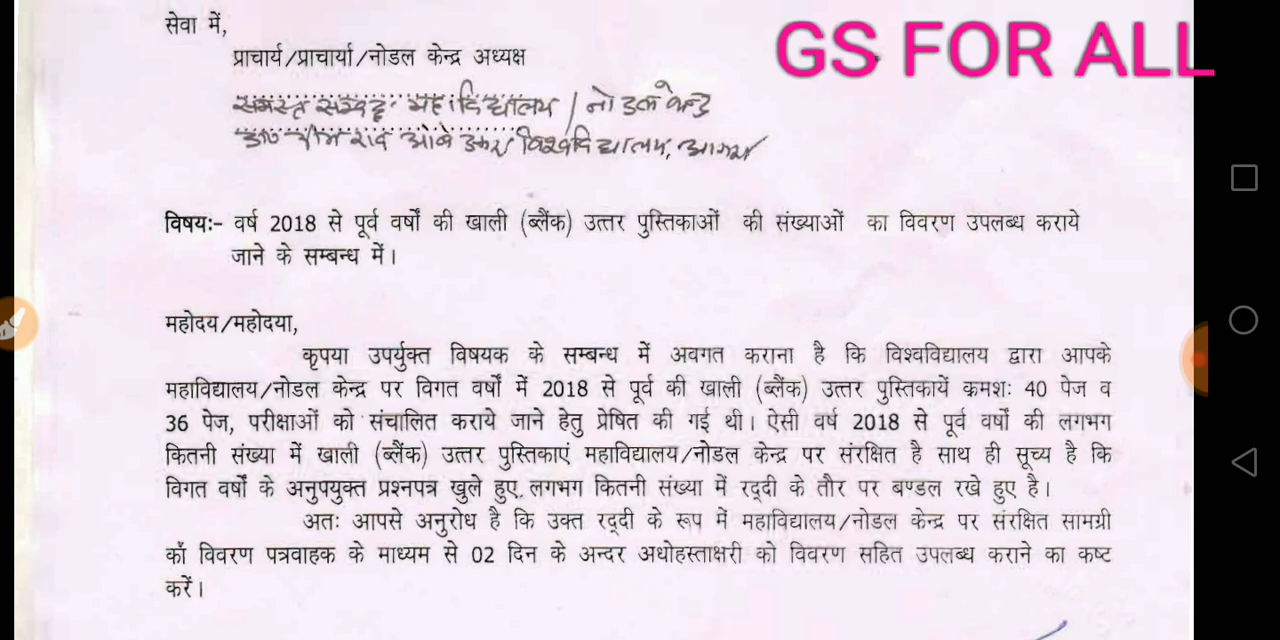 सेवा में,
GS FOR ALL
प्राचार्य/प्राचार्या/नोडल केन्द्र अध्यक्ष
समस्त सम्बद्ध महाविद्यालय / नोडल केन्द्र
डा० भीम राव आंबेडकर विश्वविद्यालय, आगरा
विषयः- वर्ष 2018 से पूर्व वर्षों की खाली (ब्लैंक) उत्तर पुस्तिकाओं की संख्याओं का विवरण उपलब्ध कराये
जाने के सम्बन्ध में।
महोदय/महोदया,
कृपया उपर्युक्त विषयक के सम्बन्ध में अवगत कराना है कि विश्वविद्यालय द्वारा आपके
महाविद्यालय/नोडल केन्द्र पर विगत वर्षों में 2018 से पूर्व की खाली (ब्लैंक) उत्तर पुस्तिकायें क्रमशः 40 पेज व
36 पेज, परीक्षाओं को संचालित कराये जाने हेतु प्रेषित की गई थी। ऐसी वर्ष 2018 से पूर्व वर्षों की लगभग
कितनी संख्या में खाली (ब्लैंक) उत्तर पुस्तिकाएं महाविद्यालय/नोडल केन्द्र पर संरक्षित है साथ ही सूच्य है कि
विगत वर्षों के अनुपयुक्त प्रश्नपत्र खुले हुए, लगभग कितनी संख्या में रद्दी के तौर पर बण्डल रखे हुए है।
अतः आपसे अनुरोध है कि उक्त रद्दी के रूप में महाविद्यालय/नोडल केन्द्र पर संरक्षित सामग्री
कॉ विवरण पत्रवाहक के माध्यम से 02 दिन के अन्दर अधोहस्ताक्षरी को विवरण सहित उपलब्ध कराने का कष्ट
करें।